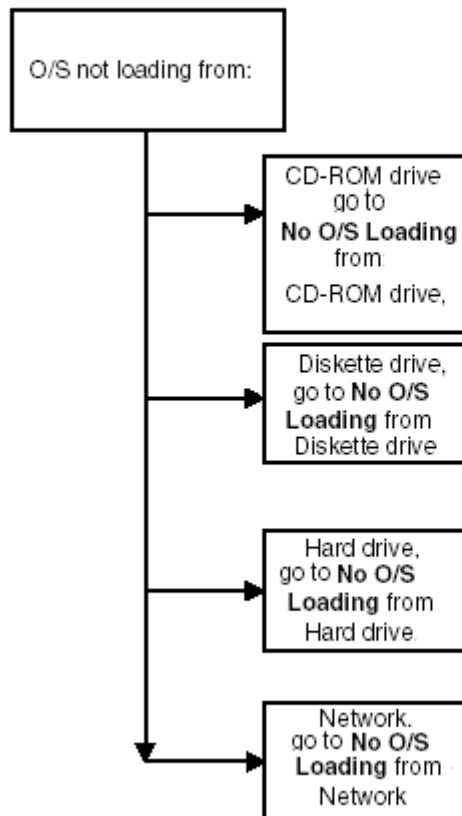 O/S not loading from:
CD-ROM drive
go to
No O/S Loading
from:
CD-ROM drive,
Diskette drive,
go to No O/S
Loading from
Diskette drive
Hard drive,
go to No O/S
Loading from
Hard drive.
Network.
go to No O/S
Loading from
Network